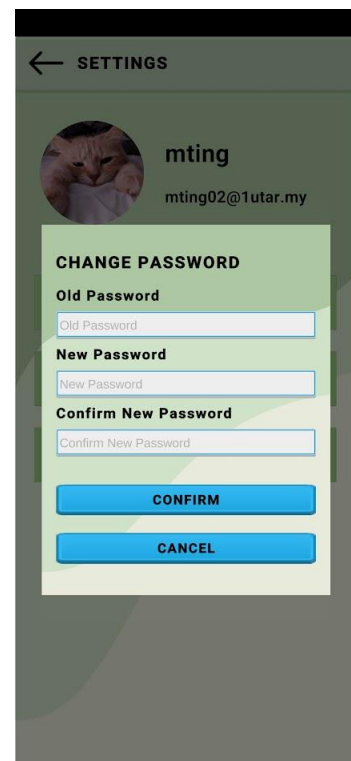 SETTINGS
mting
mting02@1utar.my
CHANGE PASSWORD
Old Password
Old Password
New Password
New Password
Confirm New Password
Confirm New Password
CONFIRM
CANCEL